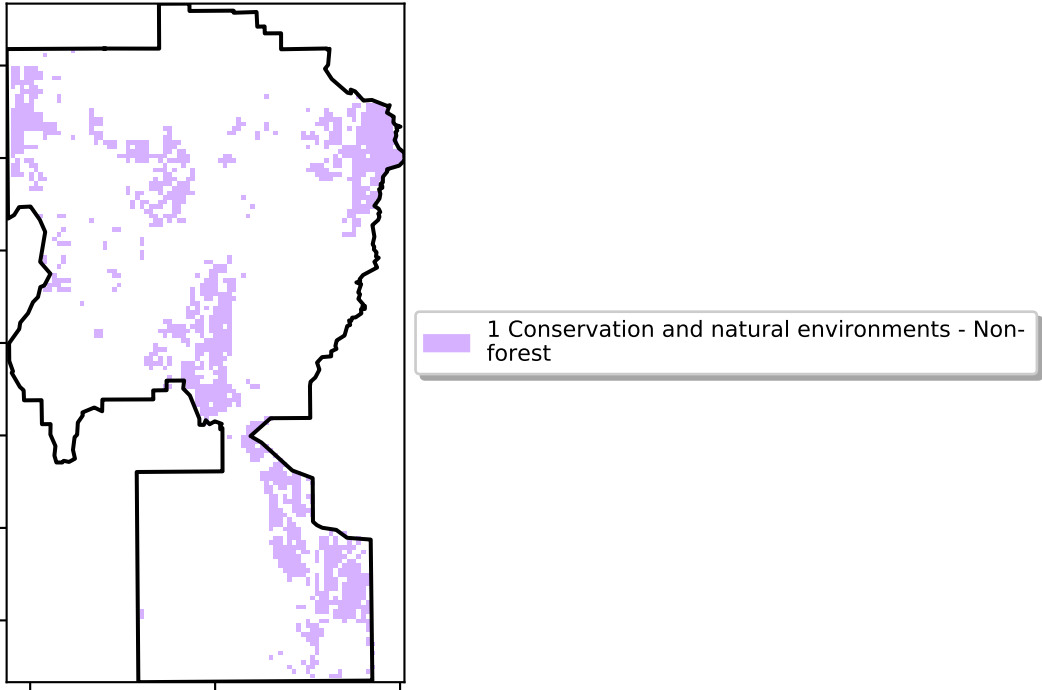 1 Conservation and natural environments - Non-
forest